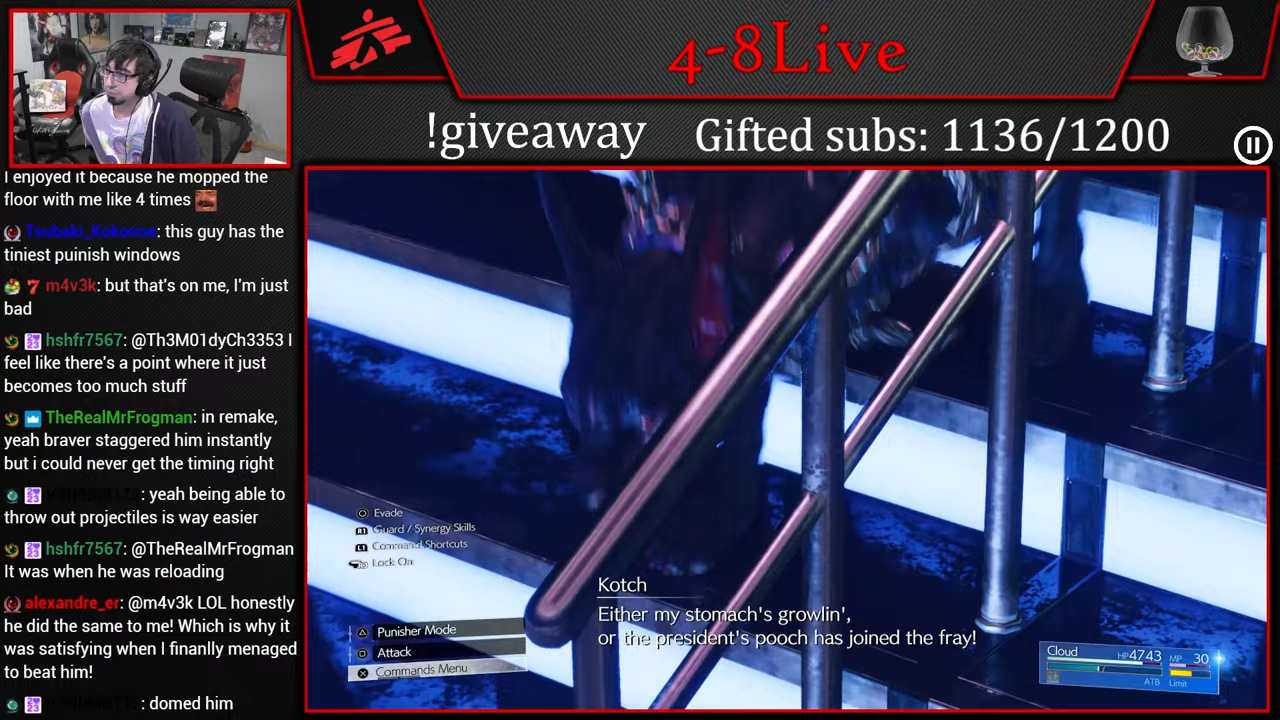 4-8Live
!giveaway
Gifted subs: 1136/1200
I enjoyed it because he mopped the
floor with me like 4 times
Tsubaki_Kokonoe: this guy has the
tiniest puinish windows
7 m4v3k: but that's on me, I'm just
bad
hshfr7567: @Th3M01dyCh3353 I
feel like there's a point where it just
becomes too much stuff
TheRealMrFrogman: in remake,
yeah braver staggered him instantly
but i could never get the timing right
: yeah being able to
throw out projectiles is way easier
hshfr7567: @TheRealMrFrogman
It was when he was reloading
alexandre_er: @m4v3k LOL honestly
he did the same to me! Which is why it
was satisfying when I finanlly menaged
to beat him!
: domed him
Evade
R1 Guard / Synergy Skills
L1 Command Shortcuts
R3 Lock On
Punisher Mode
Attack
Commands Menu
Kotch
Either my stomach's growlin',
or the president's pooch has joined the fray!
Cloud HP 4743 MP 30
ATB Limit